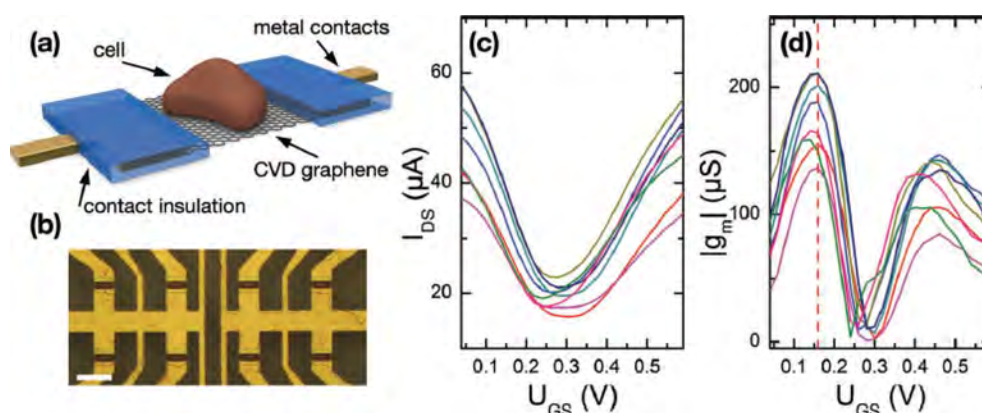 (a)
cell
metal contacts
CVD graphene
contact insulation
(b)
(c)
I_DS (µA)
60
40
20
0.1 0.2 0.3 0.4 0.5
U_GS (V)
(d)
|g_m| (µS)
200
100
0
0.1 0.2 0.3 0.4 0.5
U_GS (V)